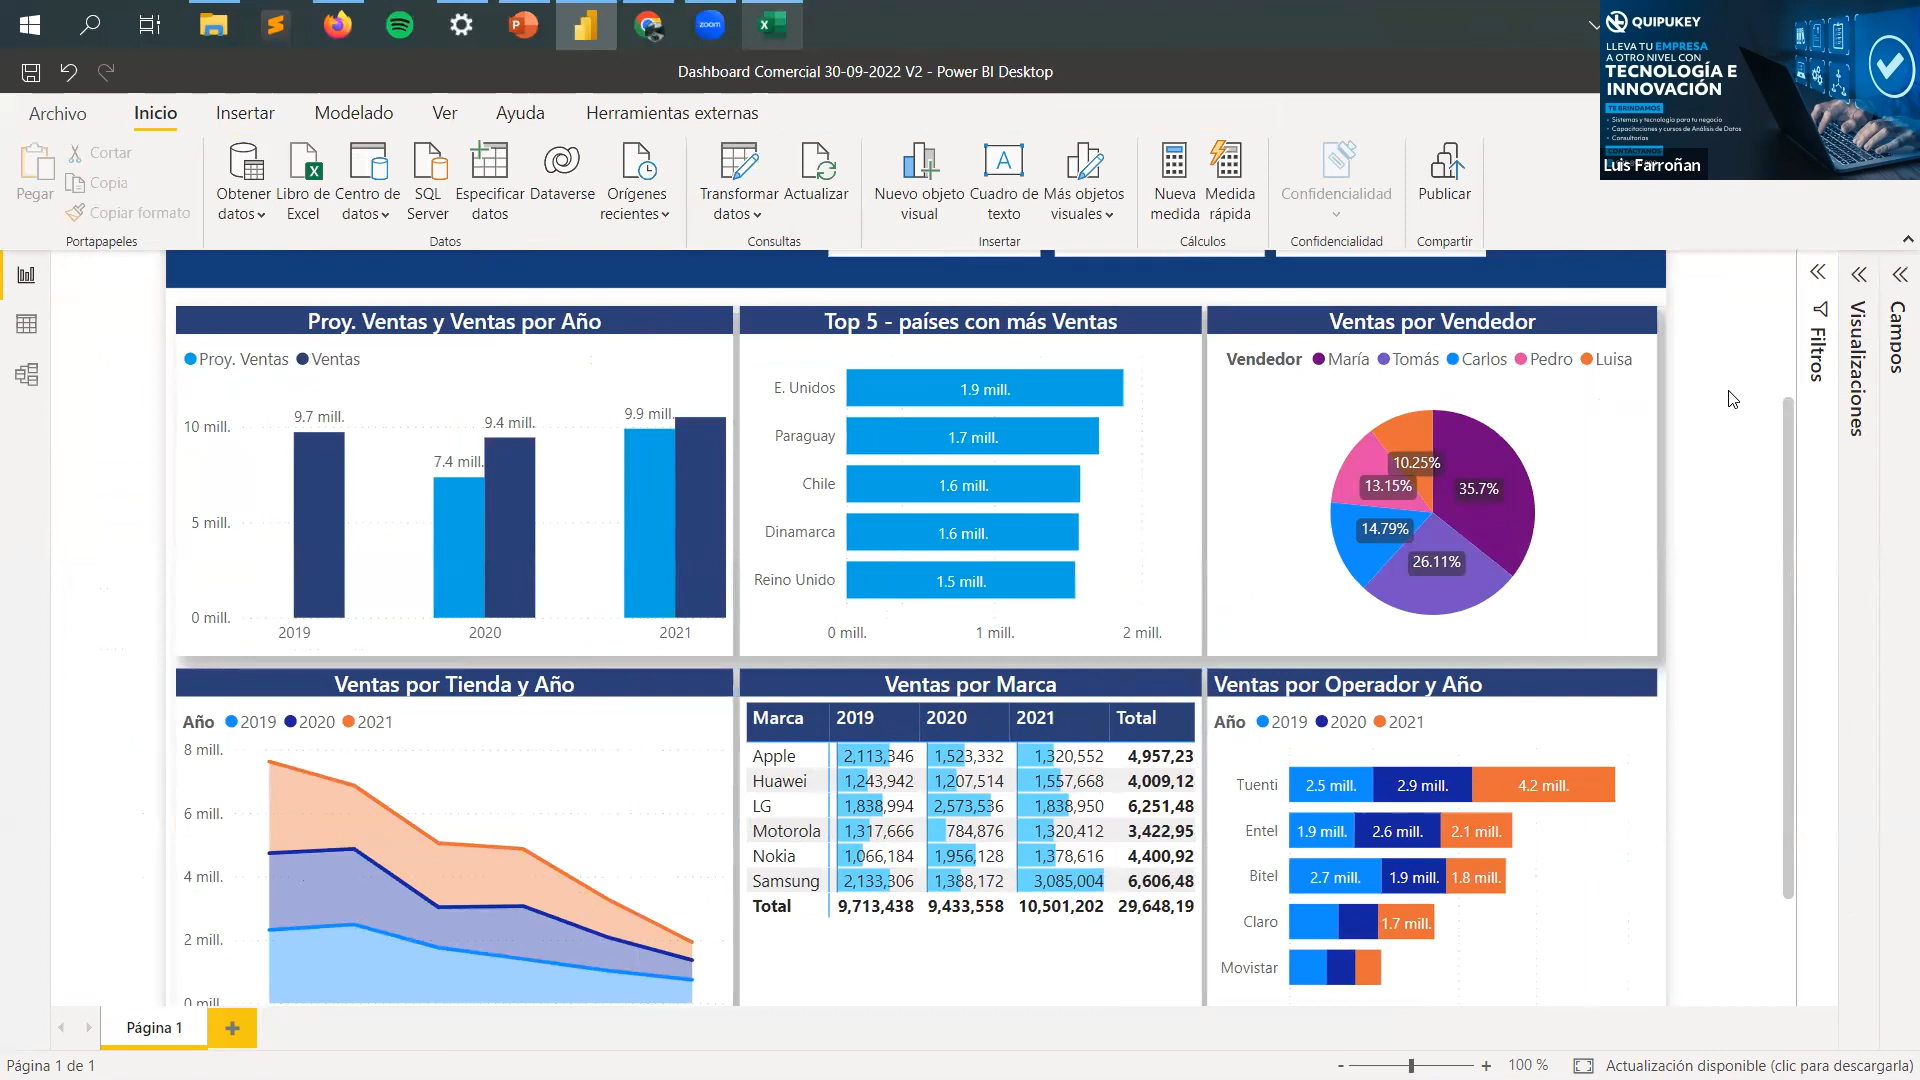 zoom
QUIPUKEY
LLEVA TU EMPRESA
A OTRO NIVEL CON
TECNOLOGÍA E
INNOVACIÓN
TE BRINDAMOS
- Sistemas y tecnología para tu negocio
- Capacitaciones y cursos de Análisis de Datos
- Consultorías
CONTÁCTANOS
Luis Farroñan
Dashboard Comercial 30-09-2022 V2 - Power BI Desktop
Archivo Inicio Insertar Modelado Ver Ayuda Herramientas externas
Pegar
Cortar
Copia
Copiar formato
Portapapeles
Obtener datos
Libro de Excel
Centro de datos
SQL Server
Especificar datos
Dataverse
Orígenes recientes
Datos
Transformar datos
Actualizar
Consultas
Nuevo objeto visual
Cuadro de texto
Más objetos visuales
Insertar
Nueva medida
Medida rápida
Cálculos
Confidencialidad
Confidencialidad
Publicar
Compartir
Filtros
Visualizaciones
Campos
Proy. Ventas y Ventas por Año
Proy. Ventas Ventas
10 mill.
5 mill.
0 mill.
9.7 mill.
7.4 mill.
9.4 mill.
9.9 mill.
2019 2020 2021
Top 5 - países con más Ventas
E. Unidos 1.9 mill.
Paraguay 1.7 mill.
Chile 1.6 mill.
Dinamarca 1.6 mill.
Reino Unido 1.5 mill.
0 mill. 1 mill. 2 mill.
Ventas por Vendedor
Vendedor María Tomás Carlos Pedro Luisa
10.25%
13.15%
35.7%
14.79%
26.11%
Ventas por Tienda y Año
Año 2019 2020 2021
8 mill.
6 mill.
4 mill.
2 mill.
0 mill.
Ventas por Marca
Marca 2019 2020 2021 Total
Apple 2,113,346 1,523,332 1,320,552 4,957,23
Huawei 1,243,942 1,207,514 1,557,668 4,009,12
LG 1,838,994 2,573,536 1,838,950 6,251,48
Motorola 1,317,666 784,876 1,320,412 3,422,95
Nokia 1,066,184 1,956,128 1,378,616 4,400,92
Samsung 2,133,306 1,388,172 3,085,004 6,606,48
Total 9,713,438 9,433,558 10,501,202 29,648,19
Ventas por Operador y Año
Año 2019 2020 2021
Tuenti 2.5 mill. 2.9 mill. 4.2 mill.
Entel 1.9 mill. 2.6 mill. 2.1 mill.
Bitel 2.7 mill. 1.9 mill. 1.8 mill.
Claro 1.7 mill.
Movistar
Página 1
Página 1 de 1
100 %
Actualización disponible (clic para descargarla)